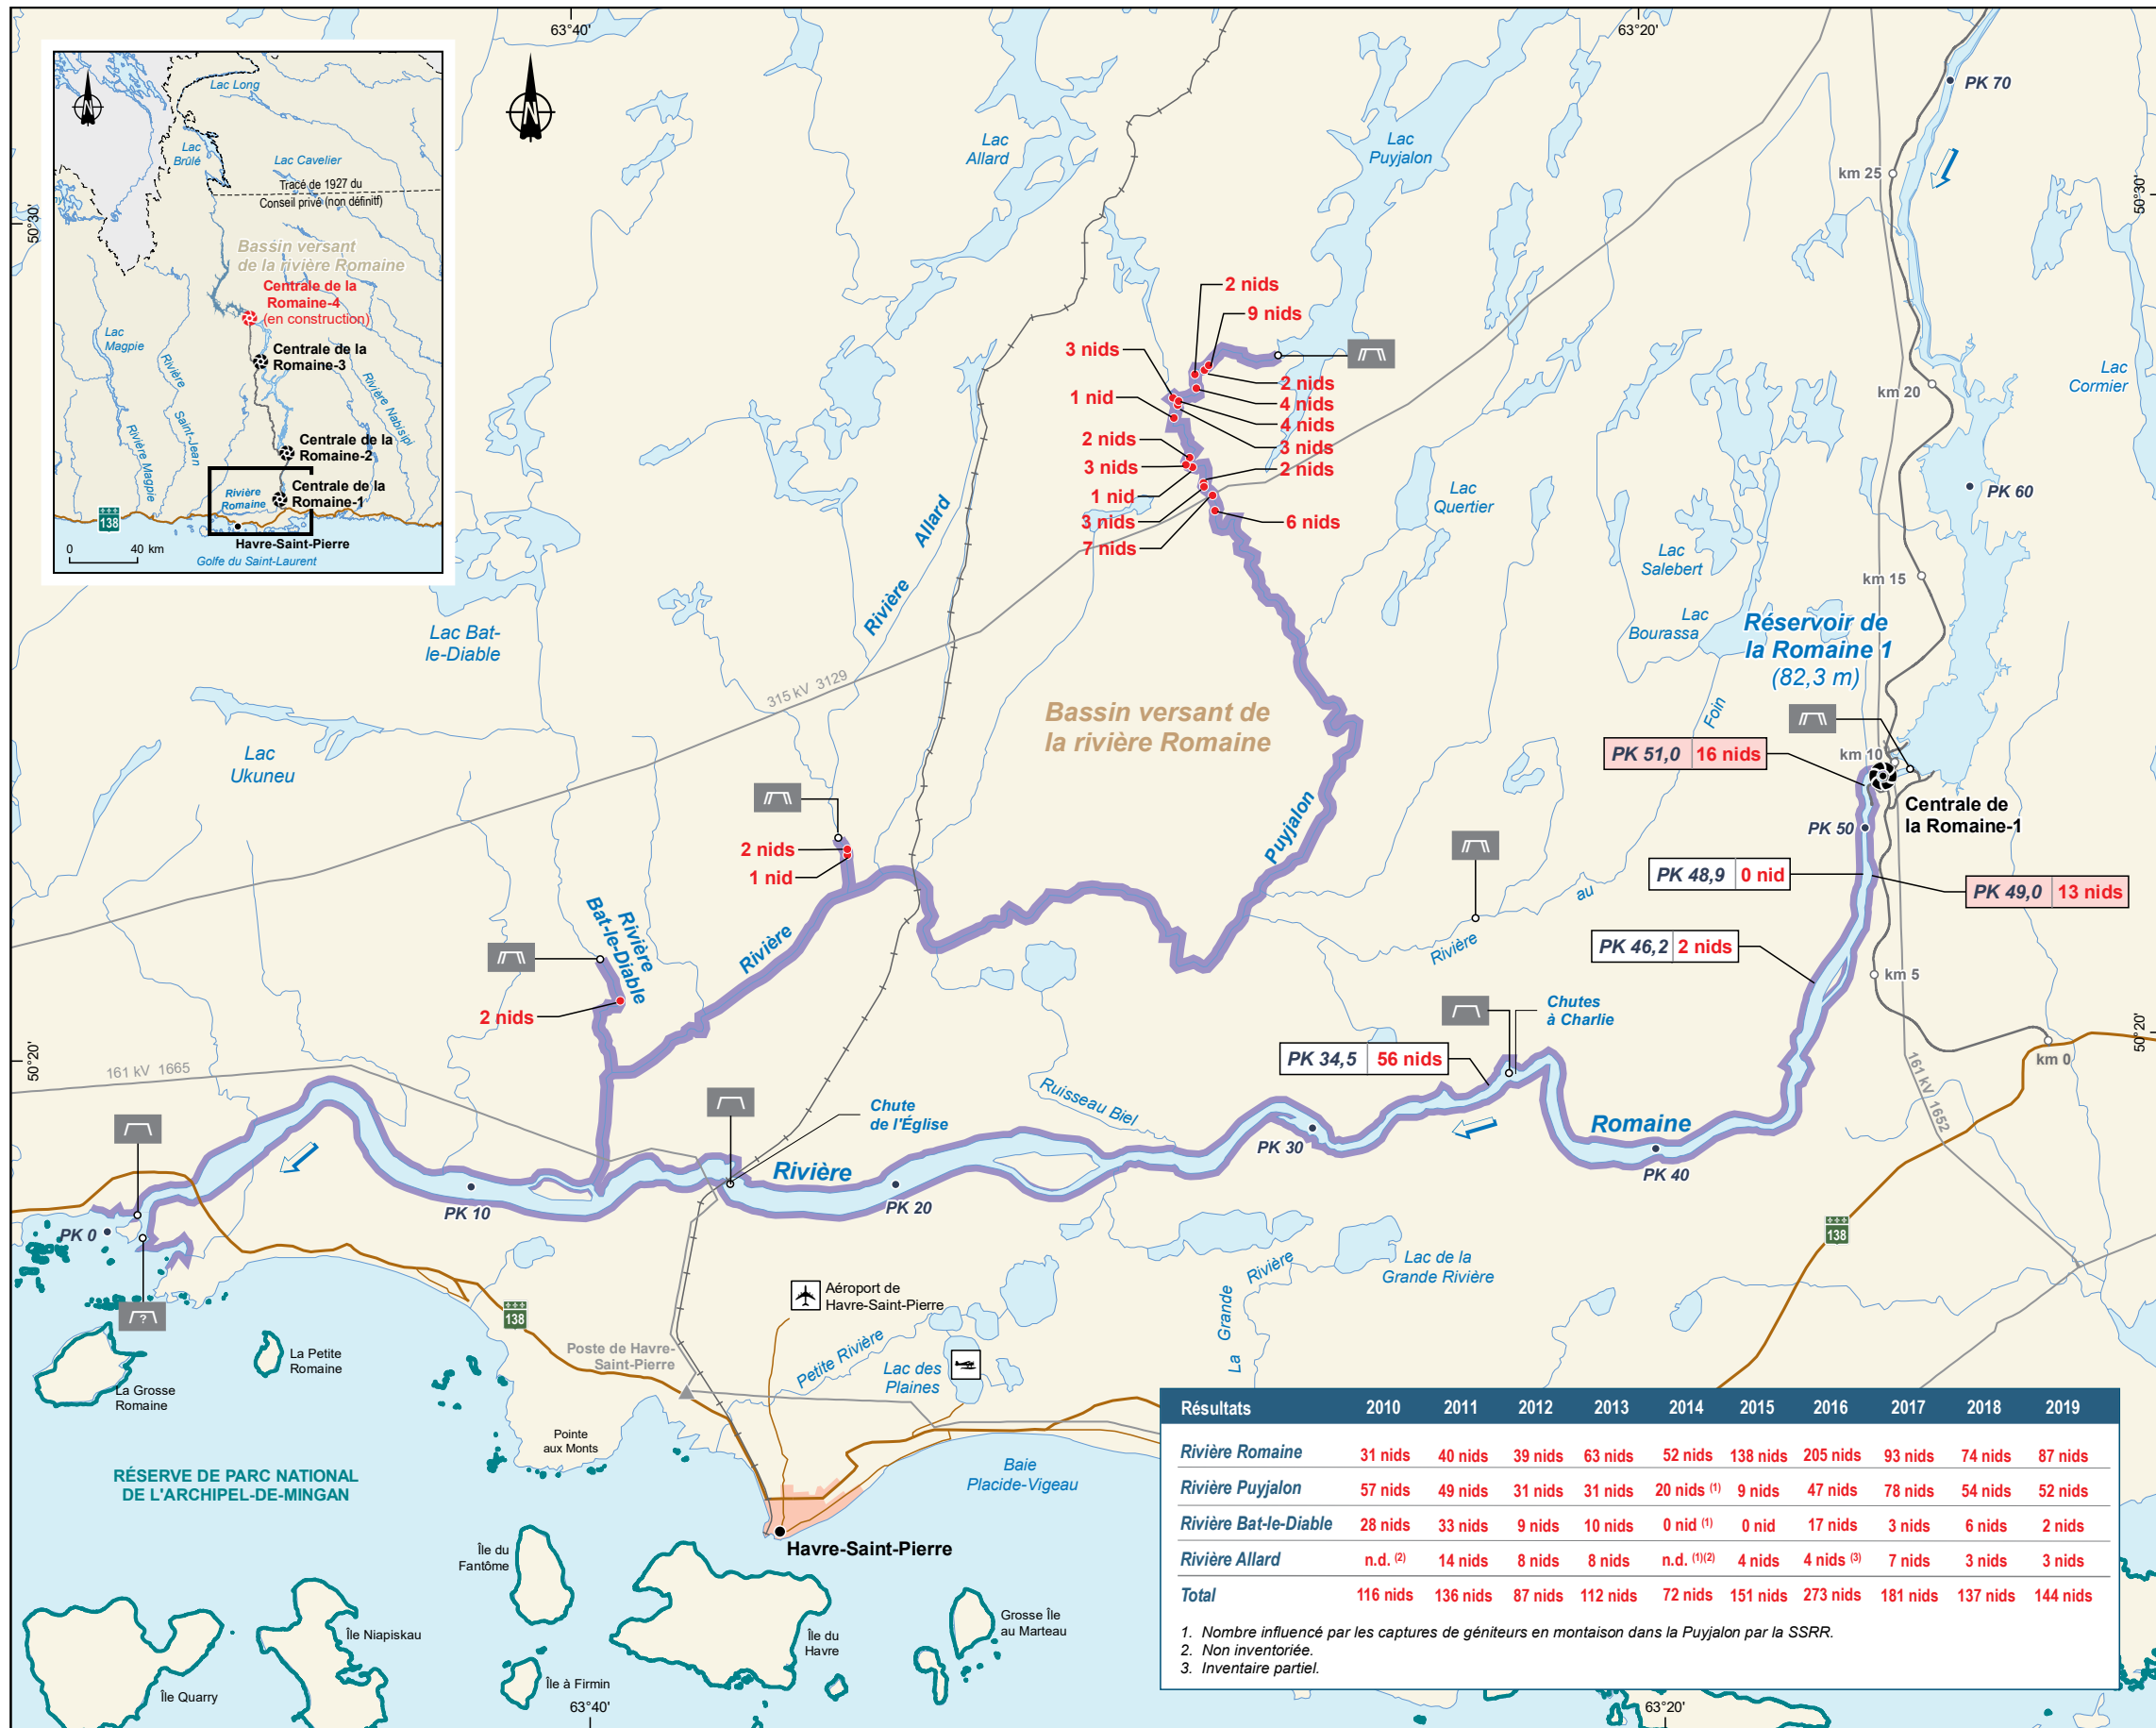 63°40'
63°20'
50°30'
50°30'
50°20'
50°20'
63°40'
63°20'
Lac Long
Lac
Brûlé
Lac Cavelier
Tracé de 1927 du
Conseil privé (non définitf)
Bassin versant
de la rivière Romaine
Centrale de la
Romaine-4
(en construction)
Lac
Magpie
Rivière
Saint-Jean
Rivière Magpie
Rivière Nabisipi
Centrale de la
Romaine-3
Centrale de la
Romaine-2
Centrale de la
Romaine-1
Rivière
Romaine
138
Havre-Saint-Pierre
0 40 km
Golfe du Saint-Laurent
N
N
Lac
Allard
Lac
Puyjalon
PK 70
km 25
km 20
Lac
Cormier
PK 60
km 15
2 nids
9 nids
3 nids
2 nids
4 nids
1 nid
4 nids
3 nids
2 nids
3 nids
2 nids
1 nid
3 nids
6 nids
7 nids
Lac
Quertier
Lac
Salebert
Lac
Bourassa
Réservoir de
la Romaine 1
(82,3 m)
Rivière
Allard
Lac Bat-
le-Diable
315 kV 3129
Lac
Ukuneu
Bassin versant de
la rivière Romaine
PK 51,0 16 nids
km 10
Centrale de
la Romaine-1
PK 50
PK 48,9 0 nid
PK 49,0 13 nids
PK 46,2 2 nids
km 5
km 0
Rivière
au
Foin
Puyjalon
2 nids
1 nid
Rivière
Rivière
Bat-le-Diable
2 nids
161 kV 1665
161 kV 1652
Chutes
à Charlie
PK 34,5 56 nids
Ruisseau Biel
Chute
de l'Église
Rivière
Romaine
PK 40
PK 30
PK 20
PK 10
PK 0
?
138
138
Lac de la
Grande Rivière
La Grande
Rivière
Aéroport de
Havre-Saint-Pierre
Petite Rivière
Lac des
Plaines
Poste de Havre-
Saint-Pierre
La Petite
Romaine
La Grosse
Romaine
Pointe
aux Monts
RÉSERVE DE PARC NATIONAL
DE L'ARCHIPEL-DE-MINGAN
Baie
Placide-Vigeau
Havre-Saint-Pierre
Île du
Fantôme
Île Niapiskau
Île Quarry
Île à Firmin
Île du
Havre
Grosse Île
au Marteau
Résultats 2010 2011 2012 2013 2014 2015 2016 2017 2018 2019
Rivière Romaine 31 nids 40 nids 39 nids 63 nids 52 nids 138 nids 205 nids 93 nids 74 nids 87 nids
Rivière Puyjalon 57 nids 49 nids 31 nids 31 nids 20 nids (1) 9 nids 47 nids 78 nids 54 nids 52 nids
Rivière Bat-le-Diable 28 nids 33 nids 9 nids 10 nids 0 nid (1) 0 nid 17 nids 3 nids 6 nids 2 nids
Rivière Allard n.d. (2) 14 nids 8 nids 8 nids n.d. (1)(2) 4 nids 4 nids (3) 7 nids 3 nids 3 nids
Total 116 nids 136 nids 87 nids 112 nids 72 nids 151 nids 273 nids 181 nids 137 nids 144 nids
1. Nombre influencé par les captures de géniteurs en montaison dans la Puyjalon par la SSRR.
2. Non inventoriée.
3. Inventaire partiel.